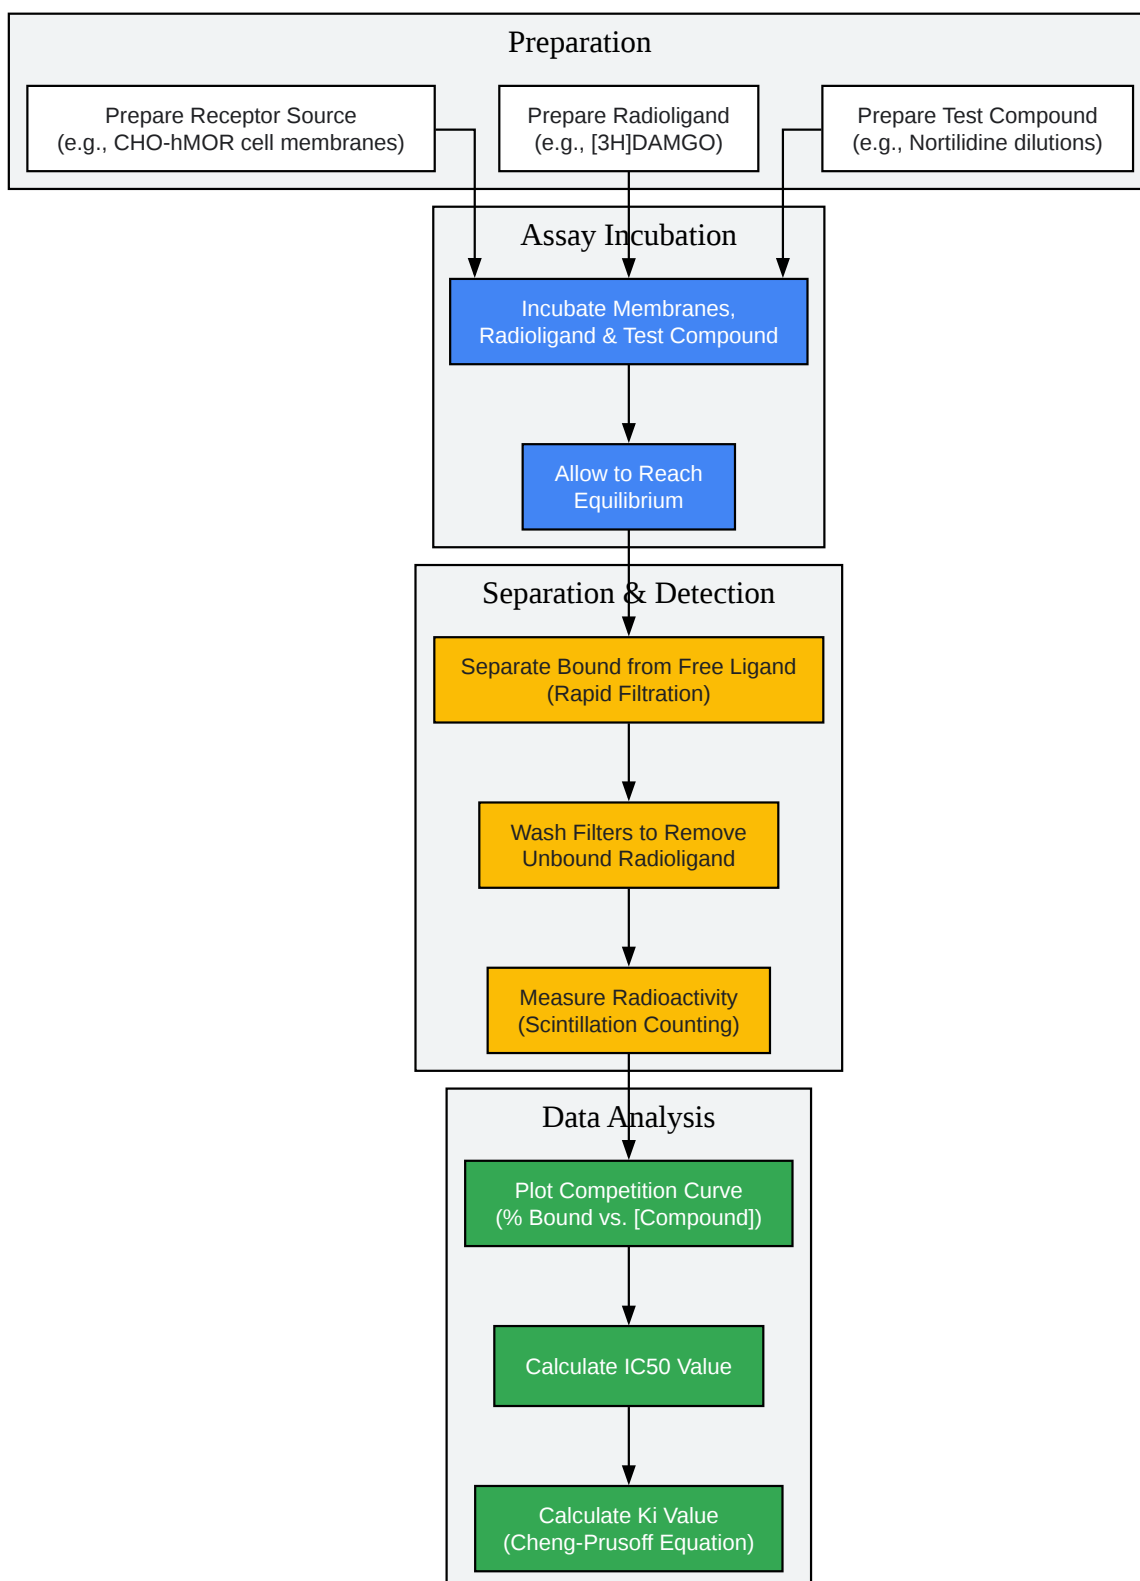 Preparation
Prepare Receptor Source
(e.g., CHO-hMOR cell membranes)
Prepare Radioligand
(e.g., [3H]DAMGO)
Prepare Test Compound
(e.g., Nortilidine dilutions)
Assay Incubation
Incubate Membranes,
Radioligand & Test Compound
Allow to Reach
Equilibrium
Separation & Detection
Separate Bound from Free Ligand
(Rapid Filtration)
Wash Filters to Remove
Unbound Radioligand
Measure Radioactivity
(Scintillation Counting)
Data Analysis
Plot Competition Curve
(% Bound vs. [Compound])
Calculate IC50 Value
Calculate Ki Value
(Cheng-Prusoff Equation)